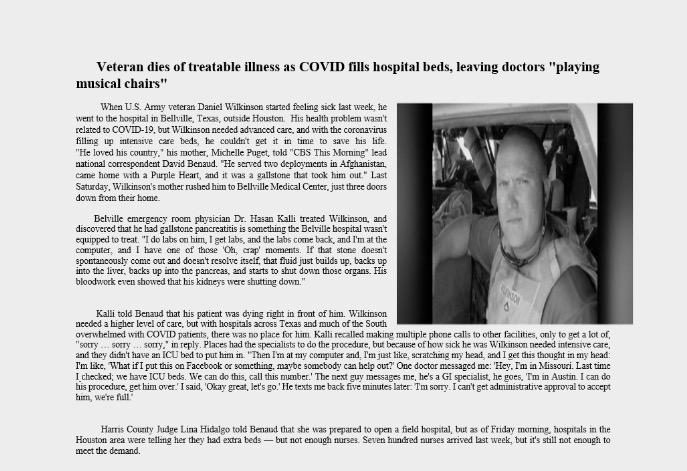 Veteran dies of treatable illness as COVID fills hospital beds, leaving doctors "playing
musical chairs"
When U.S. Army veteran Daniel Wilkinson started feeling sick last week, he
went to the hospital in Bellville, Texas, outside Houston. His health problem wasn't
related to COVID-19, but Wilkinson needed advanced care, and with the coronavirus
filling up intensive care beds, he couldn't get it in time to save his life.
"He loved his country," his mother, Michelle Puget, told "CBS This Morning" lead
national correspondent David Benaud. "He served two deployments in Afghanistan,
came home with a Purple Heart, and it was a gallstone that took him out." Last
Saturday, Wilkinson's mother rushed him to Bellville Medical Center, just three doors
down from their home.
Belville emergency room physician Dr. Hasan Kalli treated Wilkinson, and
discovered that he had gallstone pancreatitis is something the Belville hospital wasn't
equipped to treat. "I do labs on him, I get labs, and the labs come back, and I'm at the
computer, and I have one of those 'Oh, crap' moments. If that stone doesn't
spontaneously come out and doesn't resolve itself, that fluid just builds up, backs up
into the liver, backs up into the pancreas, and starts to shut down those organs. His
bloodwork even showed that his kidneys were shutting down."
Kalli told Benaud that his patient was dying right in front of him. Wilkinson
needed a higher level of care, but with hospitals across Texas and much of the South
overwhelmed with COVID patients, there was no place for him. Kalli recalled making multiple phone calls to other facilities, only to get a lot of,
"sorry … sorry … sorry," in reply. Places had the specialists to do the procedure, but because of how sick he was Wilkinson needed intensive care,
and they didn't have an ICU bed to put him in. "Then I'm at my computer and, I'm just like, scratching my head, and I get this thought in my head:
I'm like, 'What if I put this on Facebook or something, maybe somebody can help out?' One doctor messaged me: 'Hey, I'm in Missouri. Last time
I checked; we have ICU beds. We can do this, call this number.' The next guy messages me, he's a GI specialist, he goes, 'I'm in Austin. I can do
his procedure, get him over.' I said, 'Okay great, let's go.' He texts me back five minutes later: 'I'm sorry. I can't get administrative approval to accept
him, we're full.'
Harris County Judge Lina Hidalgo told Benaud that she was prepared to open a field hospital, but as of Friday morning, hospitals in the
Houston area were telling her they had extra beds — but not enough nurses. Seven hundred nurses arrived last week, but it's still not enough to
meet the demand.